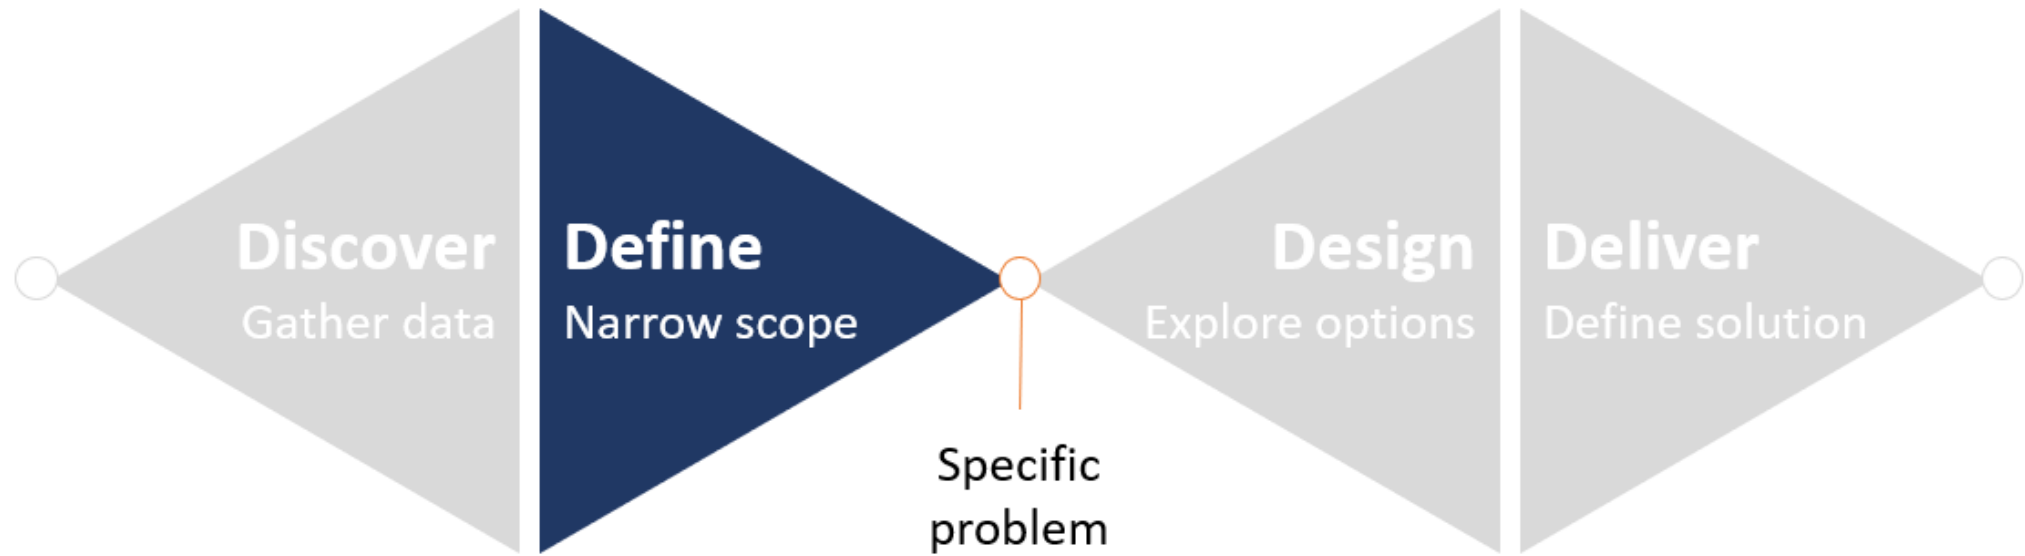 Discover
Gather data
Define
Narrow scope
Specific
problem
Design
Explore options
Deliver
Define solution